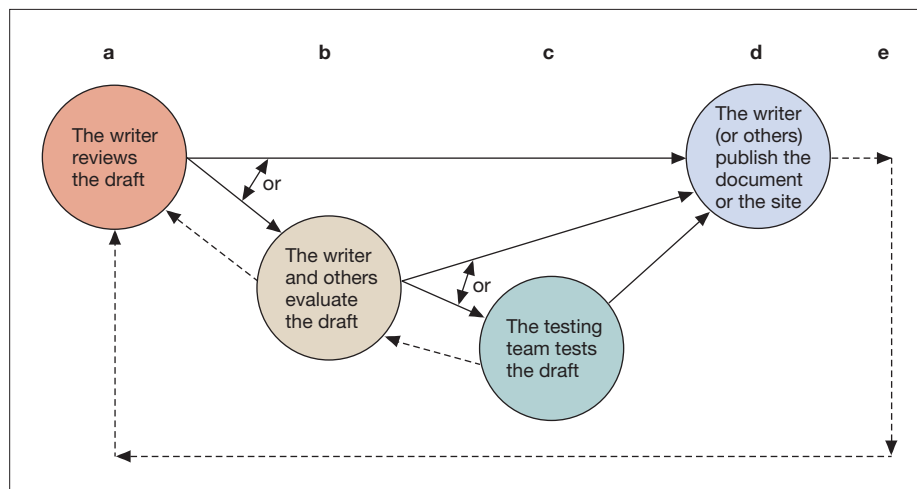 a b c d e
The writer
reviews
the draft
or
The writer
and others
evaluate
the draft
or
The testing
team tests
the draft
The writer
(or others)
publish the
document
or the site